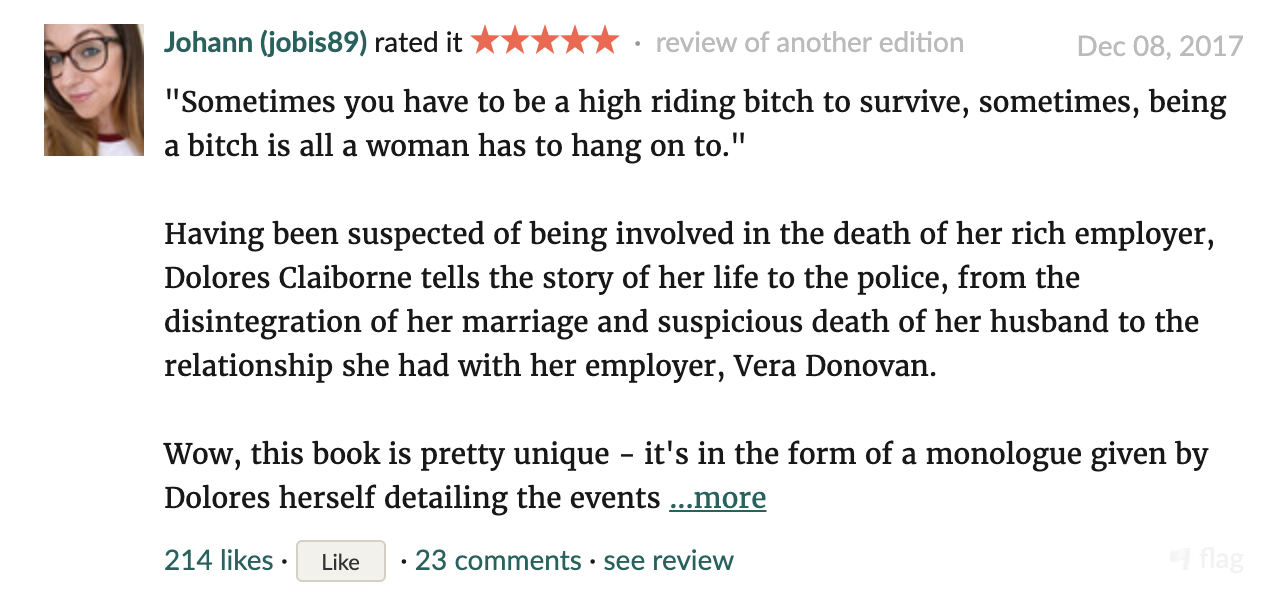 Johann (jobis89) rated it ★★★★★ · review of another edition Dec 08, 2017
"Sometimes you have to be a high riding bitch to survive, sometimes, being
a bitch is all a woman has to hang on to."
Having been suspected of being involved in the death of her rich employer,
Dolores Claiborne tells the story of her life to the police, from the
disintegration of her marriage and suspicious death of her husband to the
relationship she had with her employer, Vera Donovan.
Wow, this book is pretty unique – it's in the form of a monologue given by
Dolores herself detailing the events ...more
214 likes · Like · 23 comments · see review flag